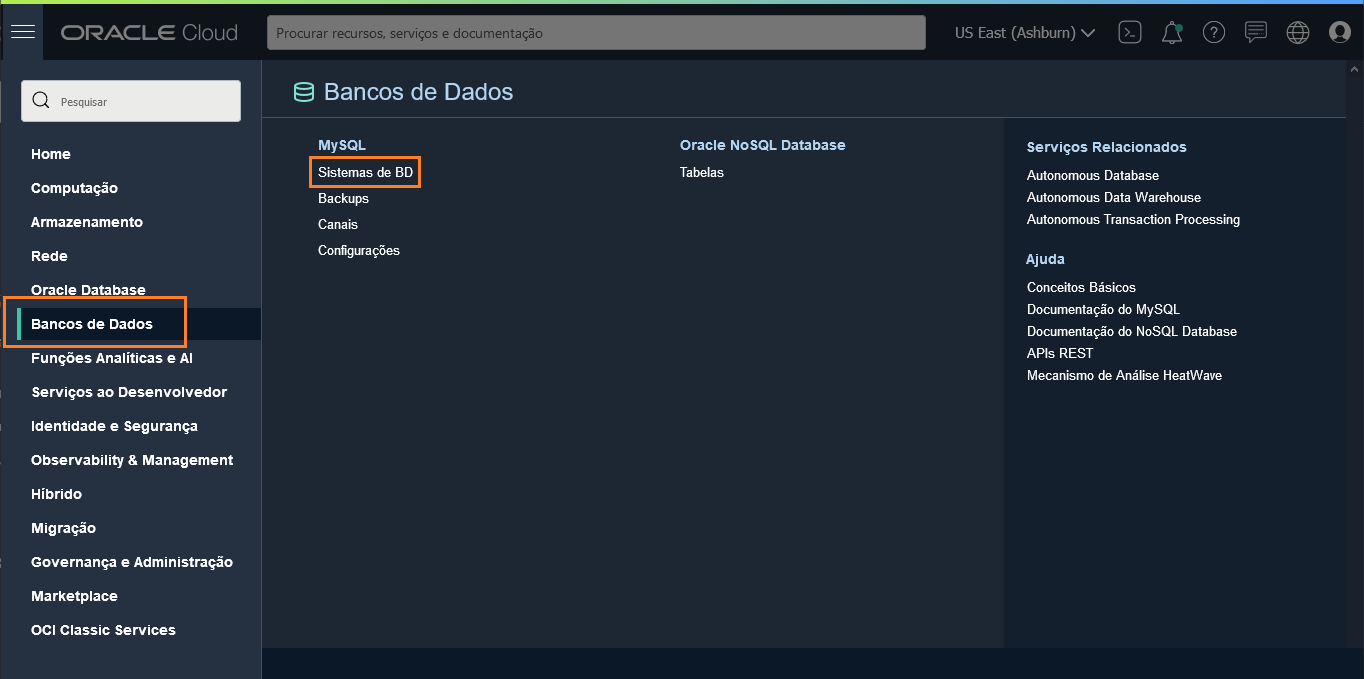 ORACLE Cloud
Procurar recursos, serviços e documentação
US East (Ashburn)
Pesquisar
Home
Computação
Armazenamento
Rede
Oracle Database
Bancos de Dados
Funções Analíticas e AI
Serviços ao Desenvolvedor
Identidade e Segurança
Observability & Management
Híbrido
Migração
Governança e Administração
Marketplace
OCI Classic Services
Bancos de Dados
MySQL
Sistemas de BD
Backups
Canais
Configurações
Oracle NoSQL Database
Tabelas
Serviços Relacionados
Autonomous Database
Autonomous Data Warehouse
Autonomous Transaction Processing
Ajuda
Conceitos Básicos
Documentação do MySQL
Documentação do NoSQL Database
APIs REST
Mecanismo de Análise HeatWave